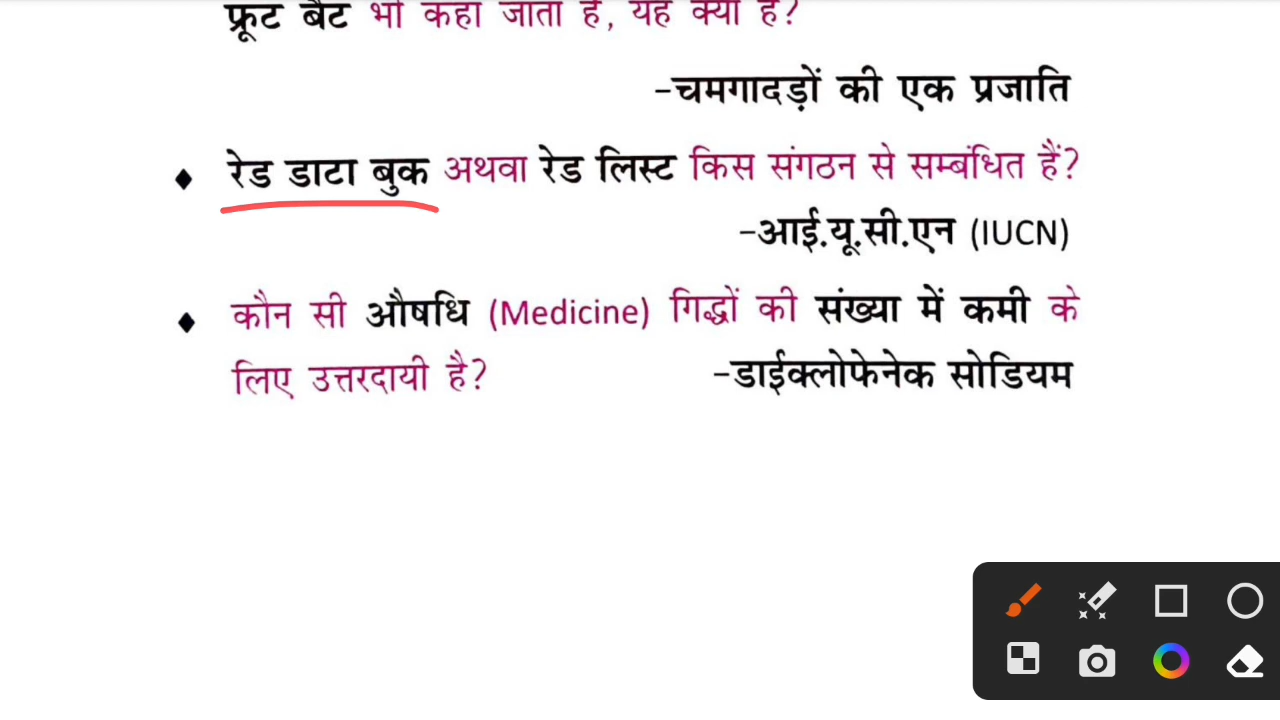 फ्रूट बैट भी कहा जाता है, यह क्या है?
–चमगादड़ों की एक प्रजाति
♦ रेड डाटा बुक अथवा रेड लिस्ट किस संगठन से सम्बंधित हैं?
–आई.यू.सी.एन (IUCN)
♦ कौन सी औषधि (Medicine) गिद्धों की संख्या में कमी के
लिए उत्तरदायी है? –डाईक्लोफेनेक सोडियम